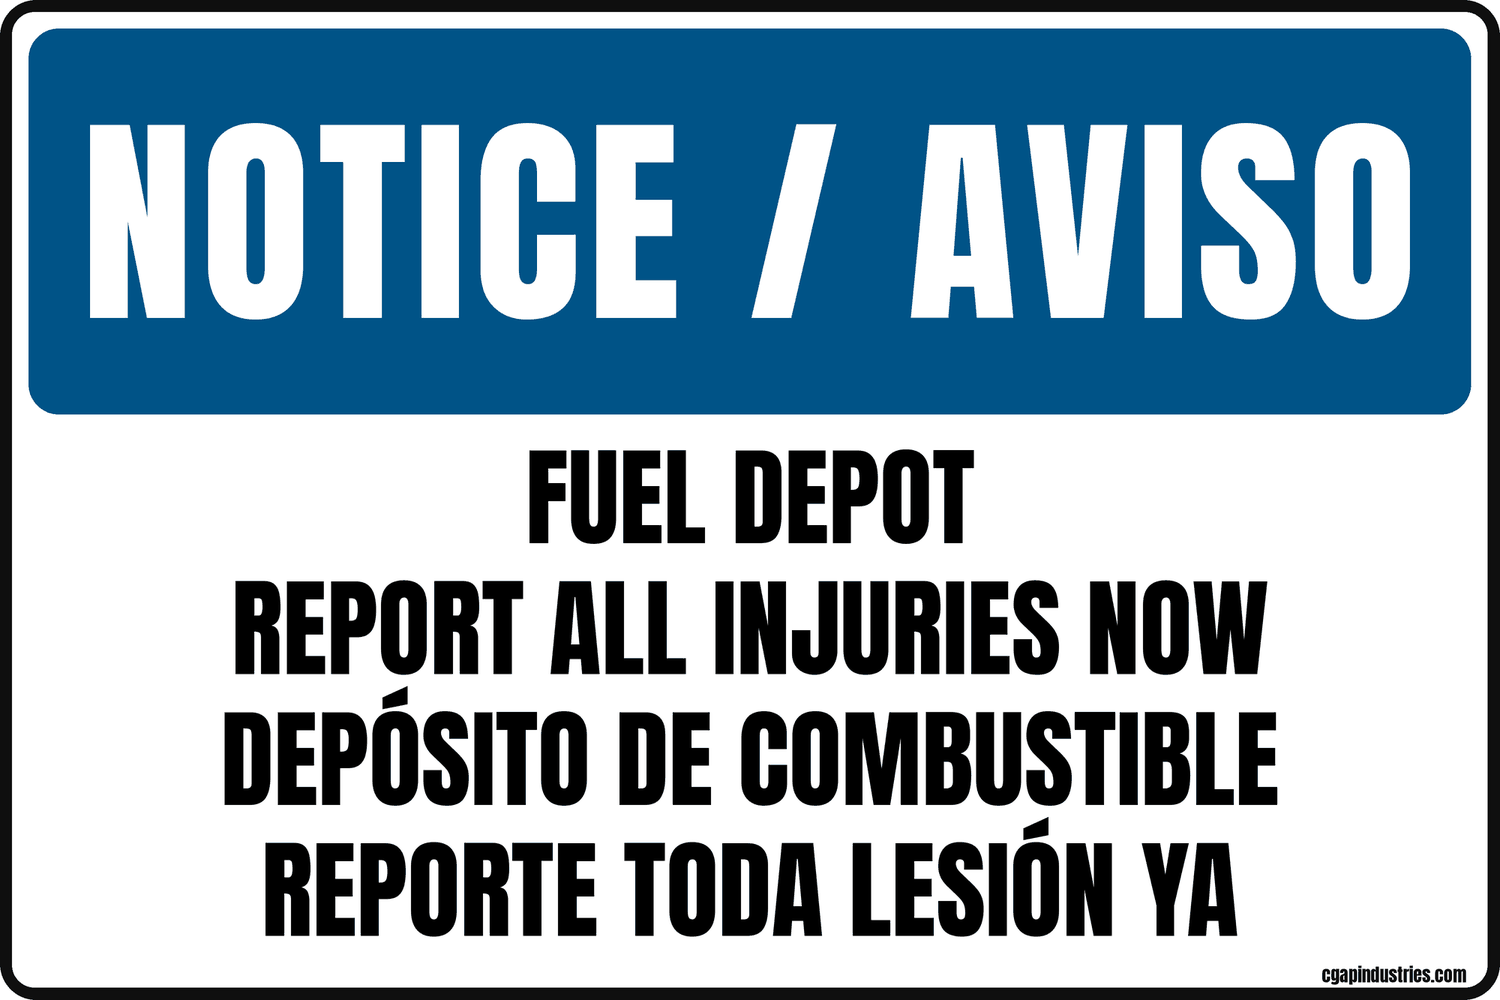 NOTICE / AVISO
FUEL DEPOT
REPORT ALL INJURIES NOW
DEPÓSITO DE COMBUSTIBLE
REPORTE TODA LESIÓN YA
cgapindustries.com